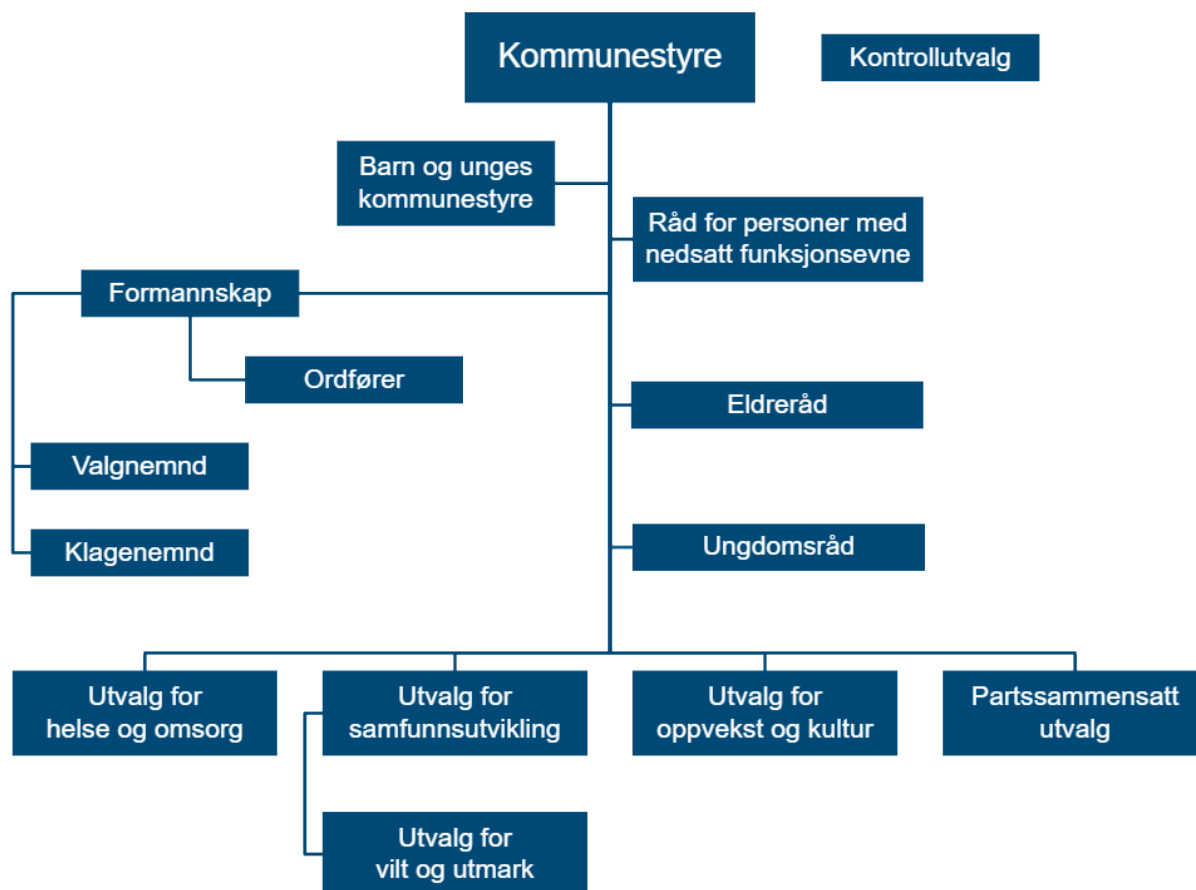 Kommunestyre
Kontrollutvalg
Barn og unges
kommunestyre
Råd for personer med
nedsatt funksjonsevne
Formannskap
Ordfører
Eldreråd
Valgnemnd
Klagenemnd
Ungdomsråd
Utvalg for
helse og omsorg
Utvalg for
samfunnsutvikling
Utvalg for
oppvekst og kultur
Partssammensatt
utvalg
Utvalg for
vilt og utmark